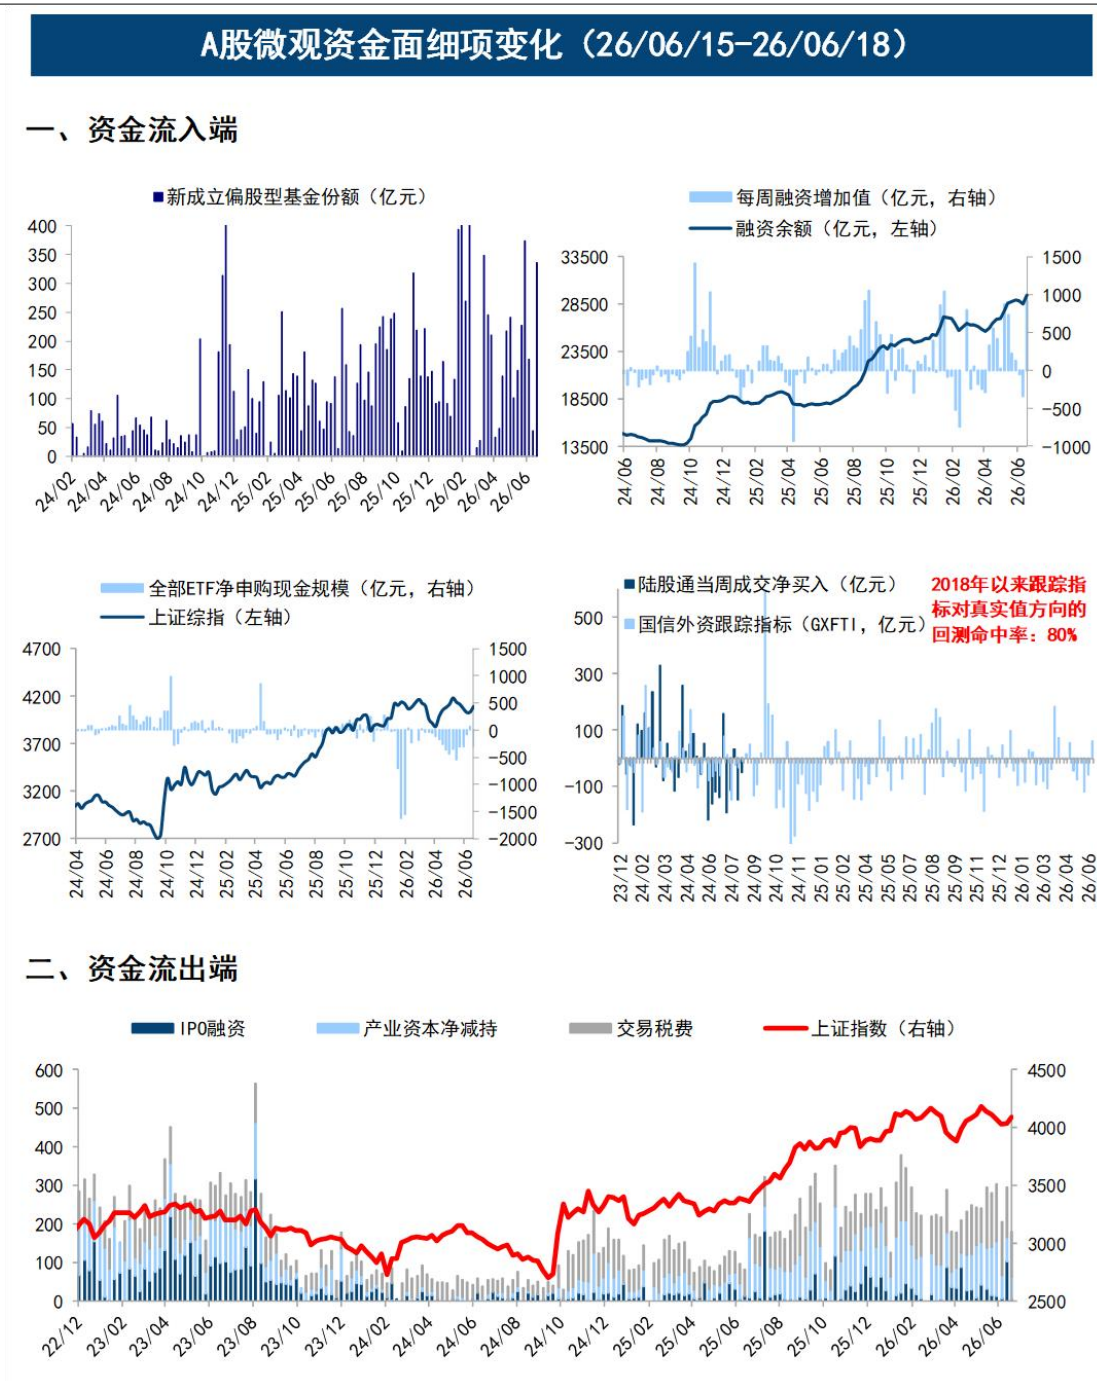 A股微观资金面细项变化（26/06/15-26/06/18）
一、资金流入端
新成立偏股型基金份额（亿元）
400
350
300
250
200
150
100
50
0
24/02 24/04 24/06 24/08 24/10 24/12 25/02 25/04 25/06 25/08 25/10 25/12 26/02 26/04 26/06
每周融资增加值（亿元，右轴）
融资余额（亿元，左轴）
33500 1500
28500 1000
23500 500
18500 0
13500 -500
-1000
24/06 24/08 24/10 24/12 25/02 25/04 25/06 25/08 25/10 25/12 26/02 26/04 26/06
全部ETF净申购现金规模（亿元，右轴）
上证综指（左轴）
4700 1500
4200 1000
3700 500
3200 0
2700 -500
-1000
-1500
-2000
24/04 24/06 24/08 24/10 24/12 25/02 25/04 25/06 25/08 25/10 25/12 26/02 26/04 26/06
陆股通当周成交净买入（亿元）
国信外资跟踪指标（GXFTI，亿元）
2018年以来跟踪指
标对真实值方向的
回测命中率：80%
500
300
100
-100
-300
23/12 24/02 24/03 24/04 24/06 24/07 24/09 24/10 24/11 25/01 25/02 25/04 25/05 25/07 25/08 25/09 25/11 25/12 26/01 26/03 26/04 26/06
二、资金流出端
IPO融资 产业资本净减持 交易税费 上证指数（右轴）
600 4500
500 4000
400 3500
300 3000
200 2500
100
0
22/12 23/02 23/04 23/06 23/08 23/10 23/12 24/02 24/04 24/06 24/08 24/10 24/12 25/02 25/04 25/06 25/08 25/10 25/12 26/02 26/04 26/06